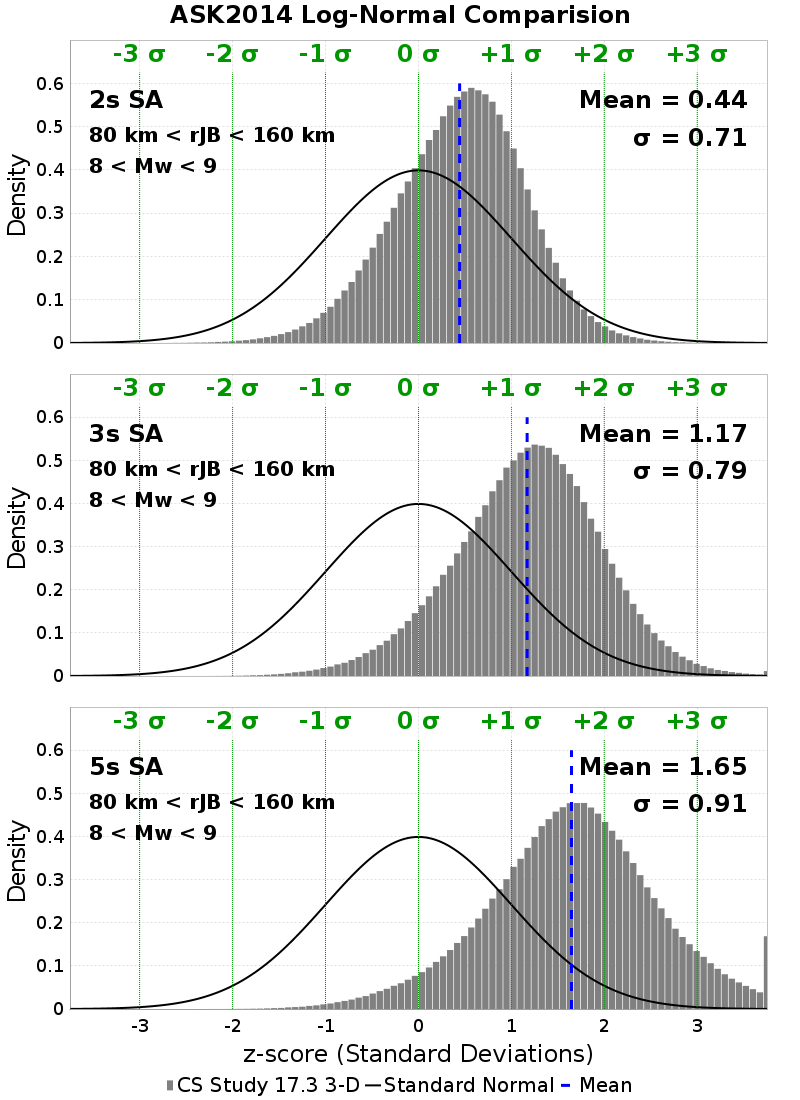 ASK2014 Log-Normal Comparision
-3 σ -2 σ -1 σ 0 σ +1 σ +2 σ +3 σ
0.6
2s SA Mean = 0.44
0.5
80 km < rJB < 160 km σ = 0.71
8 < Mw < 9
0.4
0.3
0.2
0.1
0
Density
-3 σ -2 σ -1 σ 0 σ +1 σ +2 σ +3 σ
0.6
3s SA Mean = 1.17
0.5
80 km < rJB < 160 km σ = 0.79
8 < Mw < 9
0.4
0.3
0.2
0.1
0
Density
-3 σ -2 σ -1 σ 0 σ +1 σ +2 σ +3 σ
0.6
5s SA Mean = 1.65
0.5
80 km < rJB < 160 km σ = 0.91
8 < Mw < 9
0.4
0.3
0.2
0.1
0
Density
-3 -2 -1 0 1 2 3
z-score (Standard Deviations)
CS Study 17.3 3-D Standard Normal Mean